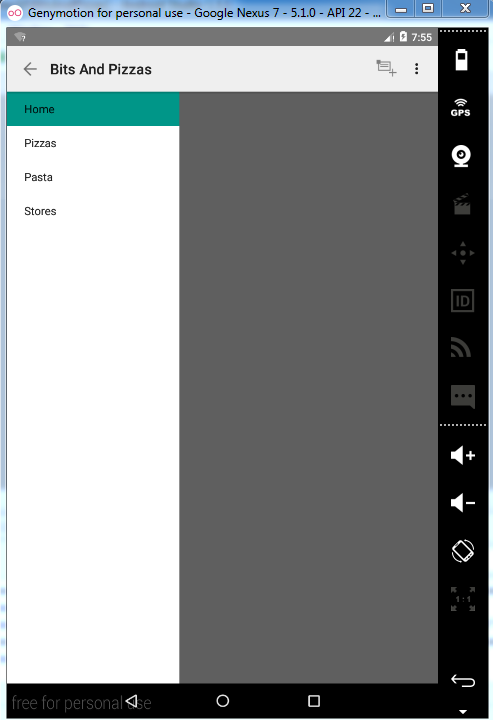 Genymotion for personal use - Google Nexus 7 - 5.1.0 - API 22 - ...
7:55
Bits And Pizzas
Home
Pizzas
Pasta
Stores
GPS
ID
1:1
free for personal use